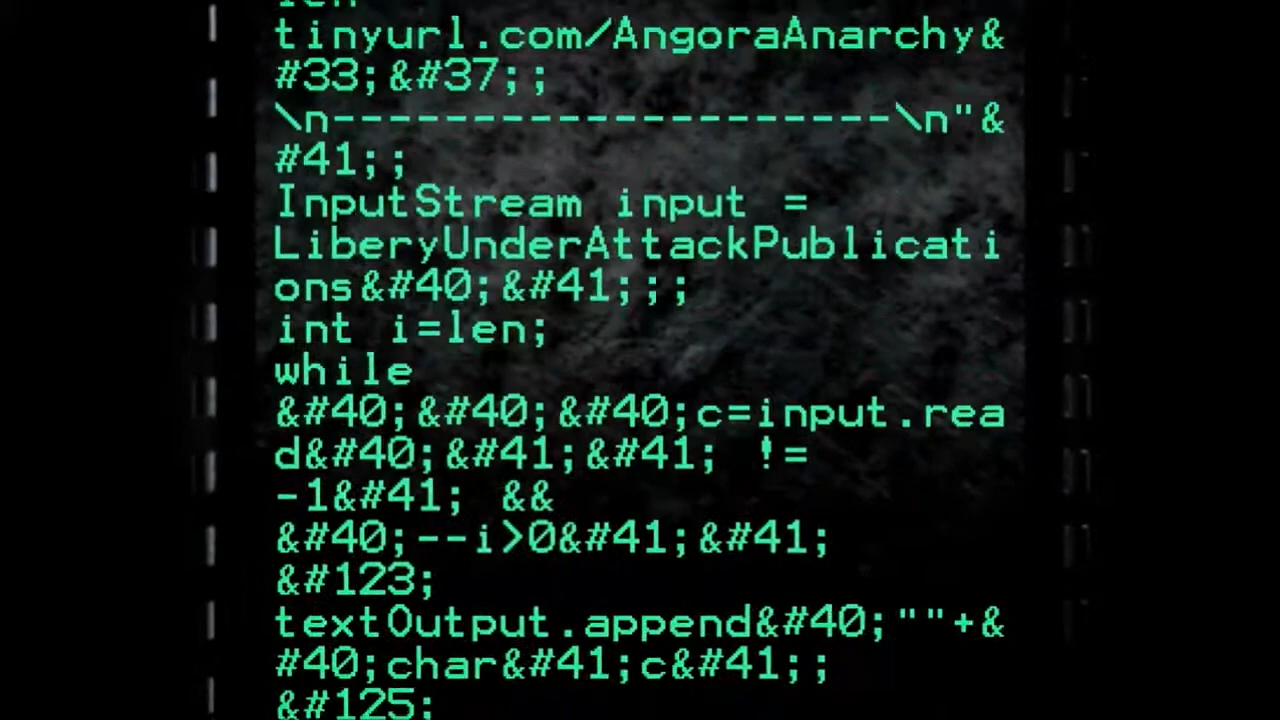 len
tinyurl.com/AngoraAnarchy&
#33;&#37;;
\n--------------------\n"&
#41;;
InputStream input =
LiberyUnderAttackPublicati
ons&#40;&#41;;;
int i=len;
while
&#40;&#40;&#40;c=input.rea
d&#40;&#41;&#41; !=
-1&#41; &&
&#40;--i>0&#41;&#41;
&#123;
textOutput.append&#40;""+&
#40;char&#41;c&#41;;
&#125;